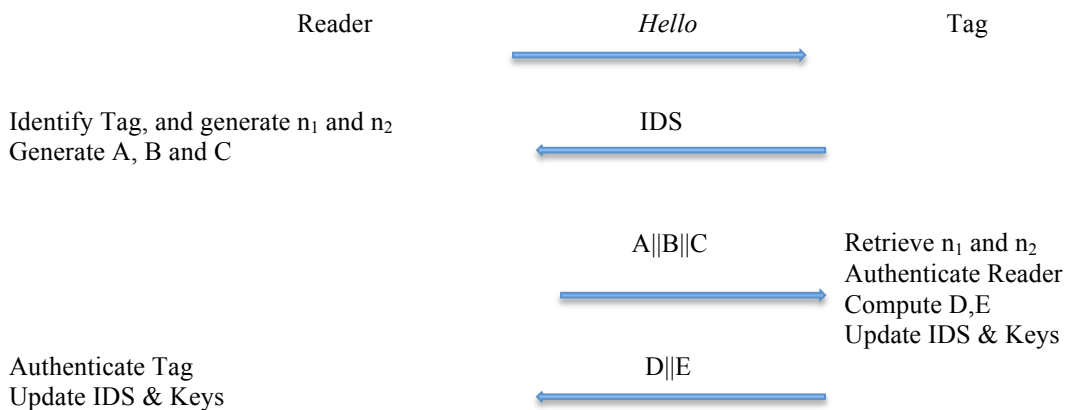 Reader Hello Tag
Identify Tag, and generate n₁ and n₂ IDS
Generate A, B and C
A||B||C Retrieve n₁ and n₂
Authenticate Reader
Compute D,E
Update IDS & Keys
Authenticate Tag D||E
Update IDS & Keys